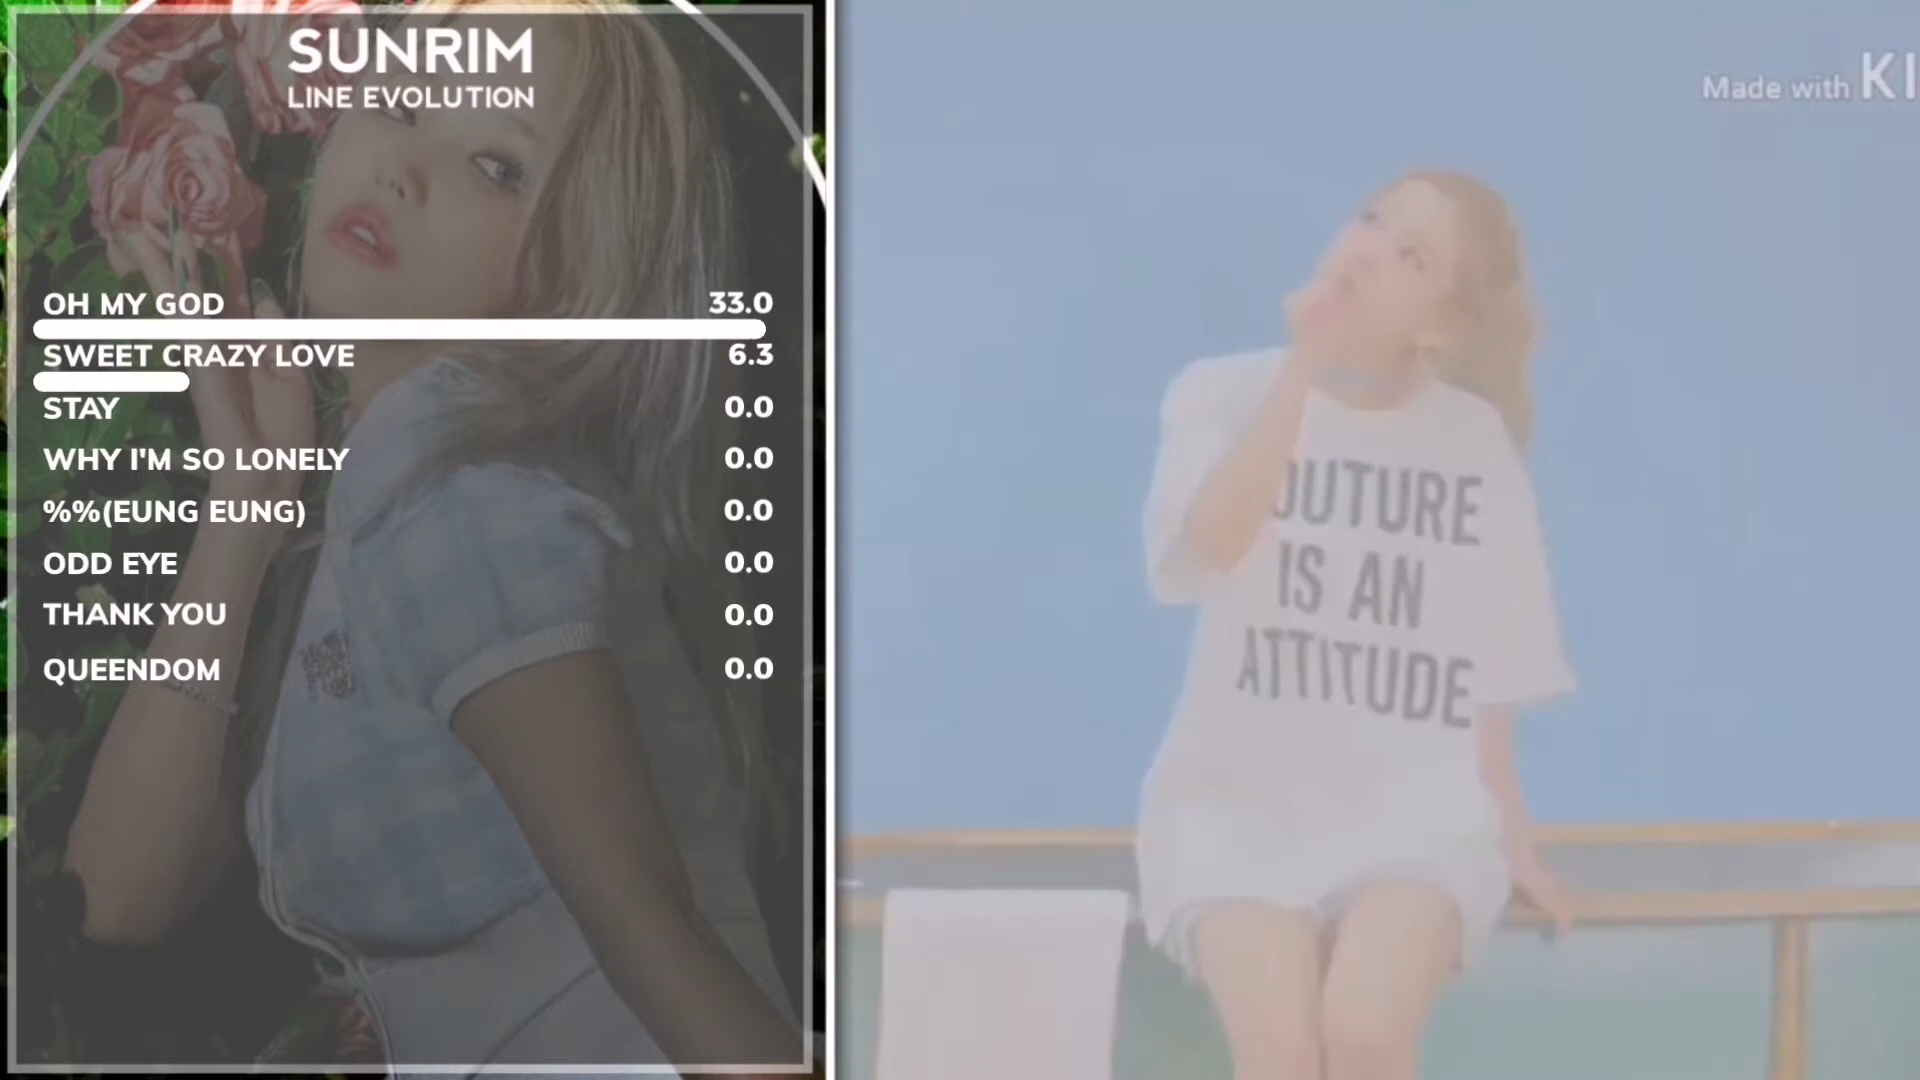 SUNRIM
LINE EVOLUTION
OH MY GOD 33.0
SWEET CRAZY LOVE 6.3
STAY 0.0
WHY I'M SO LONELY 0.0
%%(EUNG EUNG) 0.0
ODD EYE 0.0
THANK YOU 0.0
QUEENDOM 0.0
Made with KI
OUTURE
IS AN
ATTITUDE